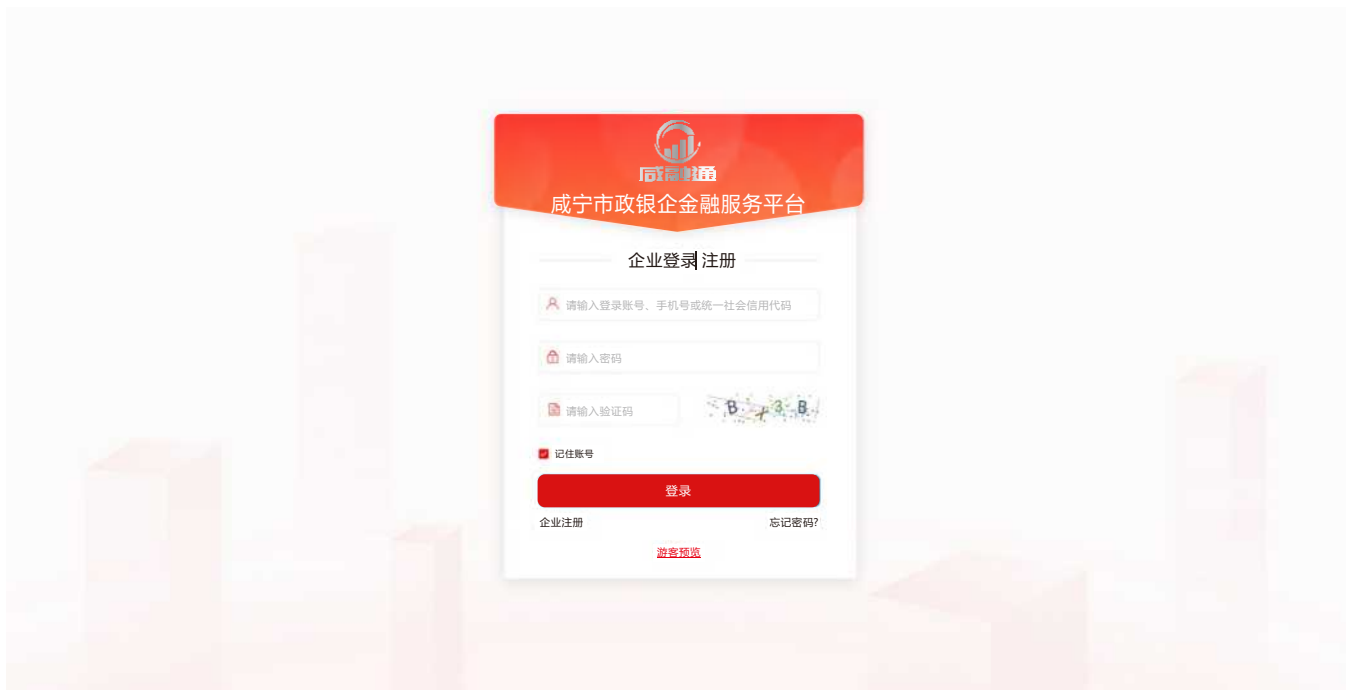 咸融通
咸宁市政银企金融服务平台
企业登录 注册
请输入登录账号、手机号或统一社会信用代码
请输入密码
请输入验证码
B x 3 B
记住账号
登录
企业注册 忘记密码?
游客预览